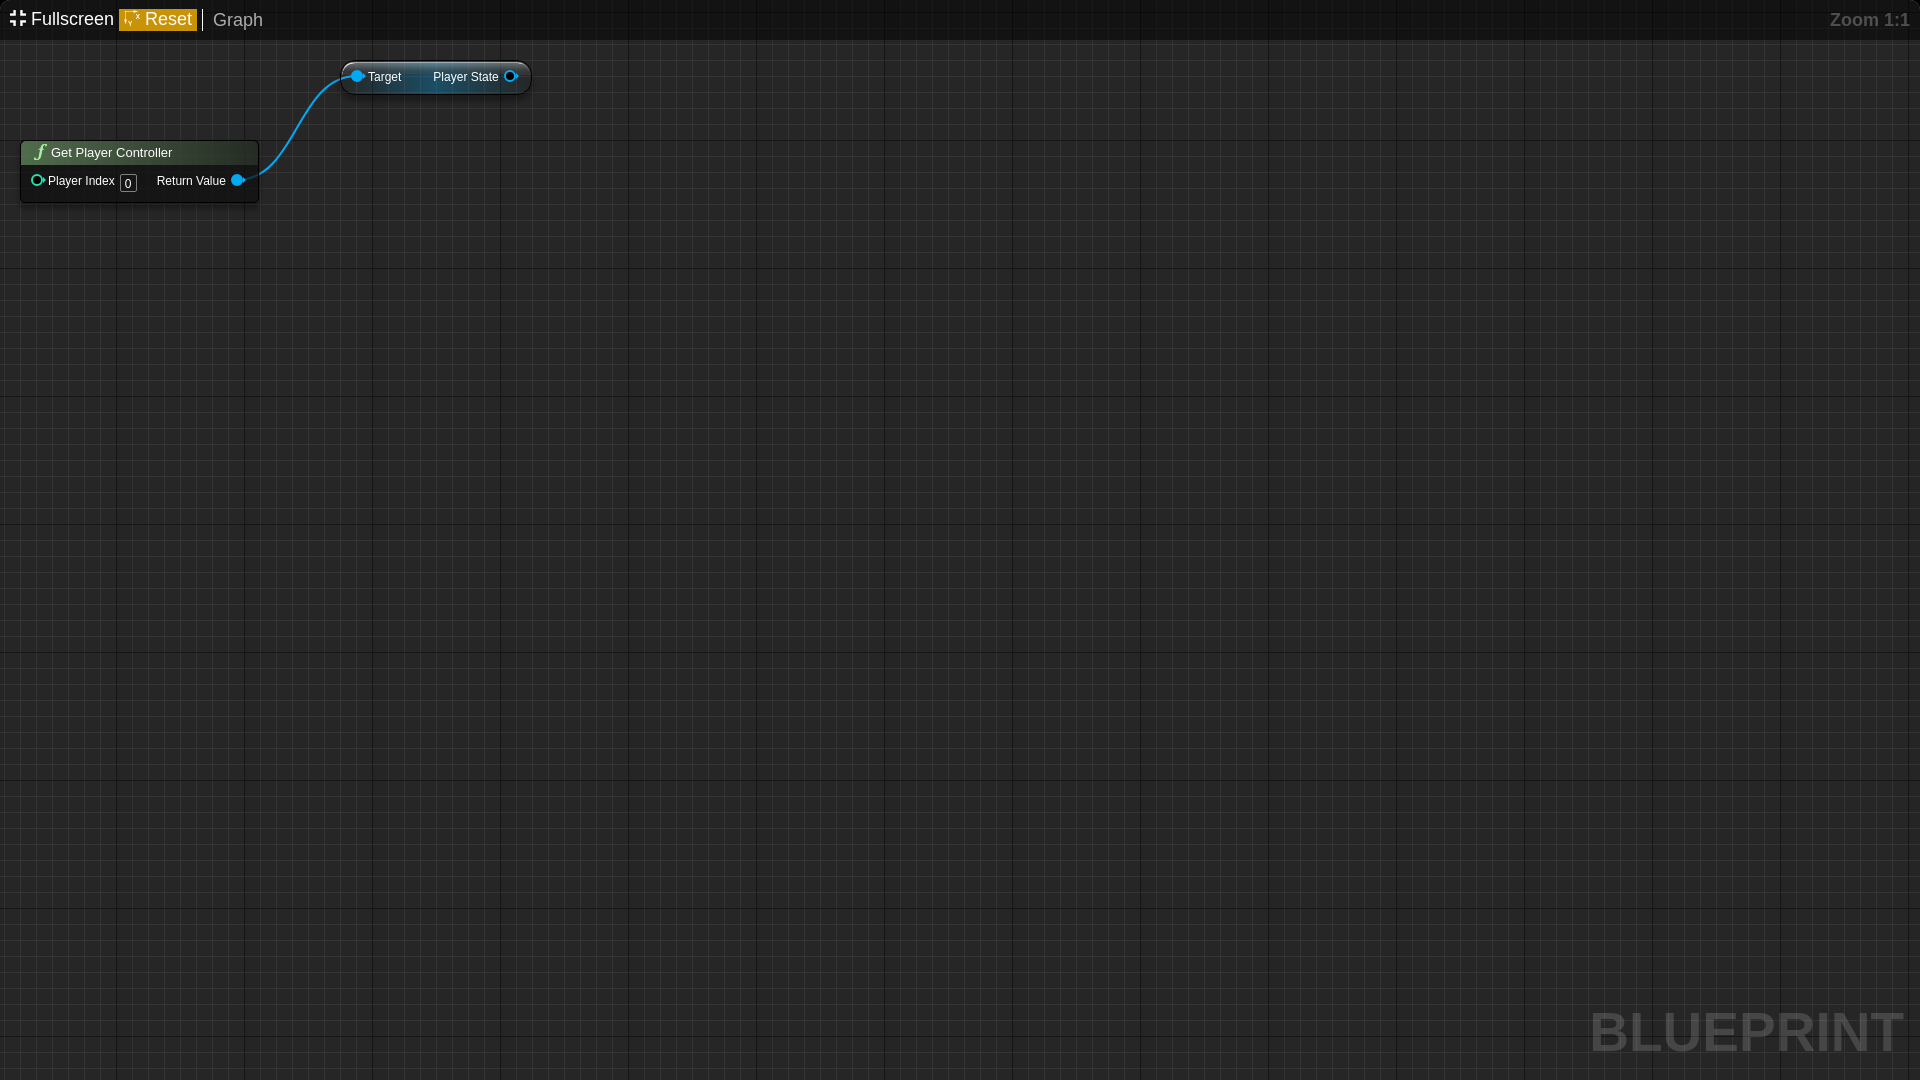 Fullscreen Reset Graph Zoom 1:1
Target Player State
Get Player Controller
Player Index 0 Return Value
BLUEPRINT